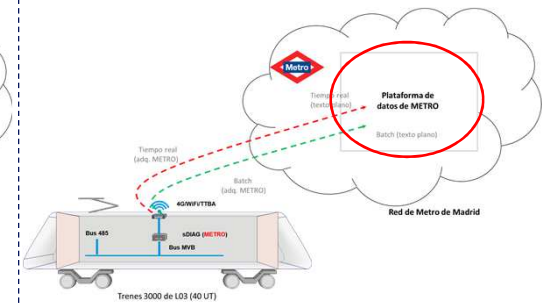 Metro
Tiempo real
(texto plano)
Plataforma de
datos de METRO
Batch (texto plano)
Tiempo real
(adq. METRO)
Batch
(adq. METRO)
Red de Metro de Madrid
4G/WIFI/TTBA
Bus 485
sDIAG (METRO)
Bus MVB
Trenes 3000 de L03 (40 UT)